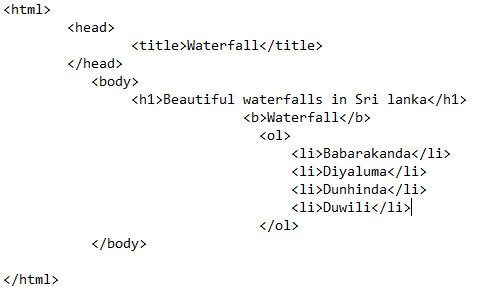 <html>
<head>
<title>Waterfall</title>
</head>
<body>
<h1>Beautiful waterfalls in Sri lanka</h1>
<b>Waterfall</b>
<ol>
<li>Babarakanda</li>
<li>Diyaluma</li>
<li>Dunhinda</li>
<li>Duwili</li>
</ol>
</body>
</html>